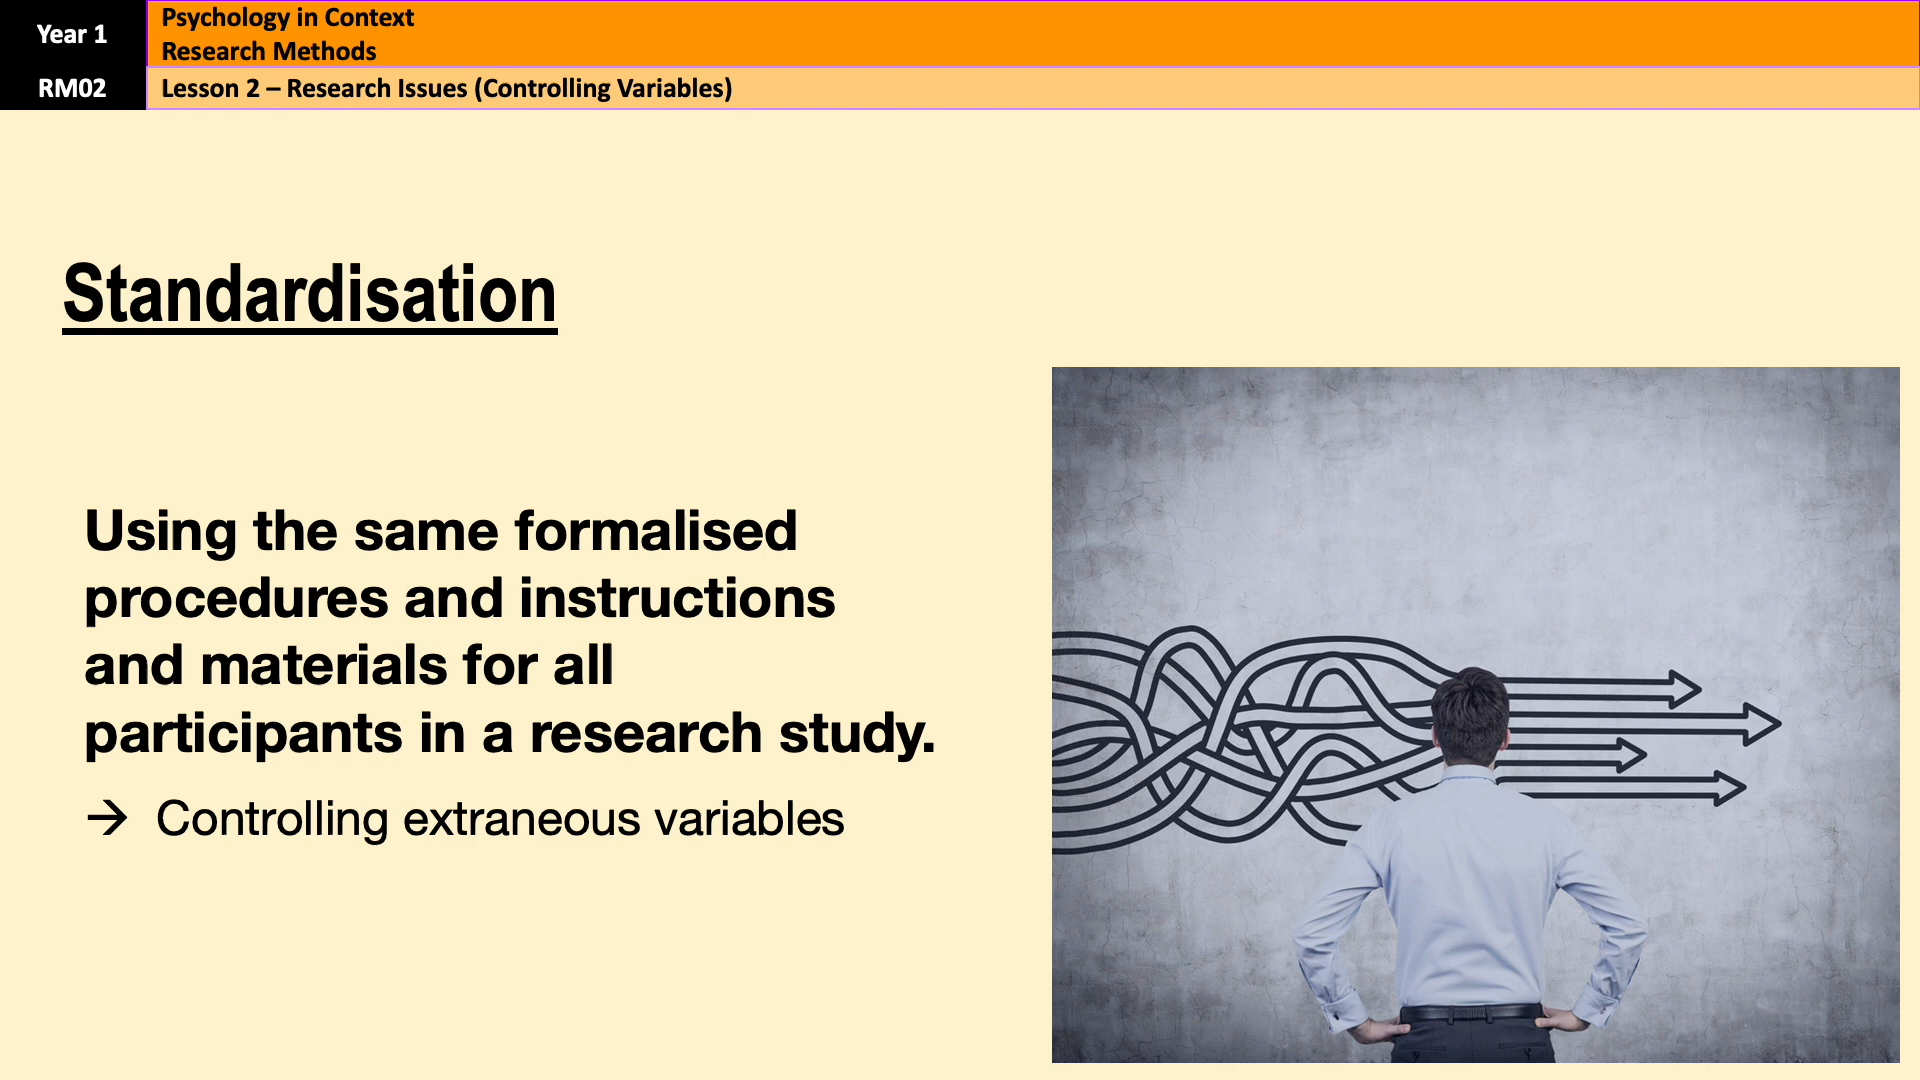 Year 1
Psychology in Context
Research Methods
RM02
Lesson 2 – Research Issues (Controlling Variables)
Standardisation
Using the same formalised
procedures and instructions
and materials for all
participants in a research study.
→ Controlling extraneous variables